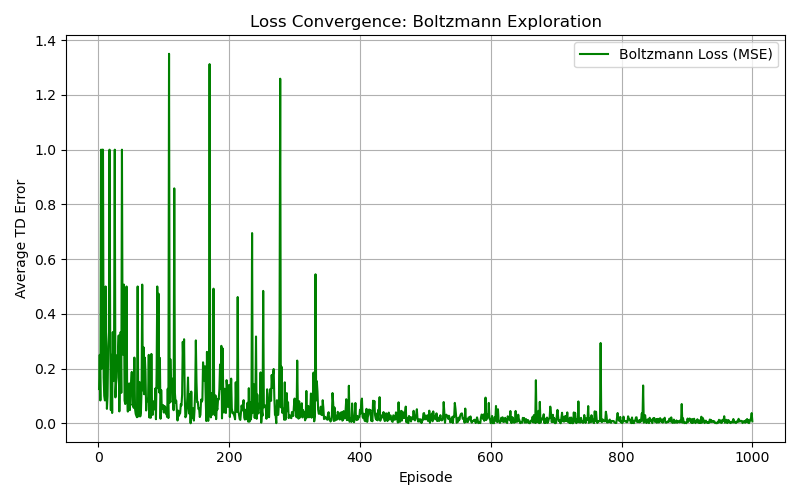 Loss Convergence: Boltzmann Exploration
Boltzmann Loss (MSE)
Average TD Error
1.4
1.2
1.0
0.8
0.6
0.4
0.2
0.0
0 200 400 600 800 1000
Episode